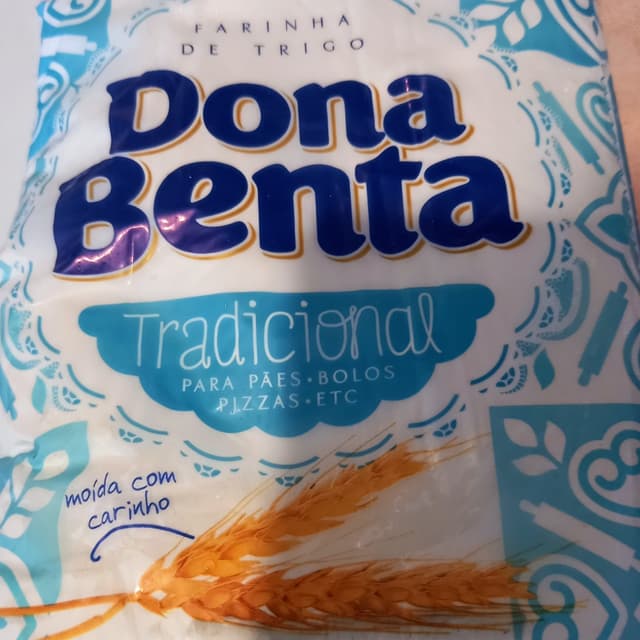 FARINHA
DE TRIGO
Dona
Benta
Tradicional
PARA PÃES • BOLOS
PIZZAS • ETC
moída com
carinho